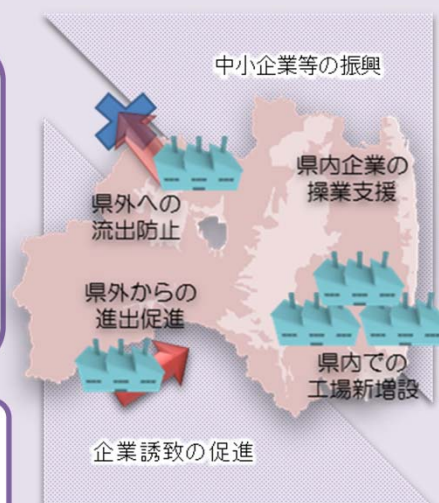 中小企業等の振興
県内企業の
操業支援
県外への
流出防止
県外からの
進出促進
県内での
工場新増設
企業誘致の促進